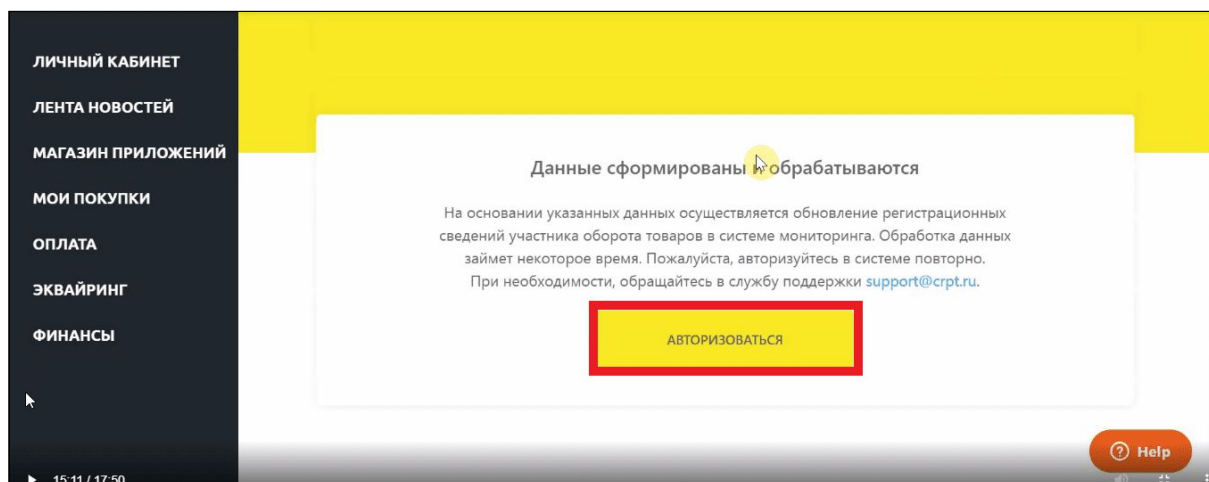 ЛИЧНЫЙ КАБИНЕТ
ЛЕНТА НОВОСТЕЙ
МАГАЗИН ПРИЛОЖЕНИЙ
МОИ ПОКУПКИ
ОПЛАТА
ЭКВАЙРИНГ
ФИНАНСЫ
Данные сформированы и обрабатываются
На основании указанных данных осуществляется обновление регистрационных
сведений участника оборота товаров в системе мониторинга. Обработка данных
займет некоторое время. Пожалуйста, авторизуйтесь в системе повторно.
При необходимости, обращайтесь в службу поддержки support@crpt.ru.
АВТОРИЗОВАТЬСЯ
Help
15:11 / 17:50